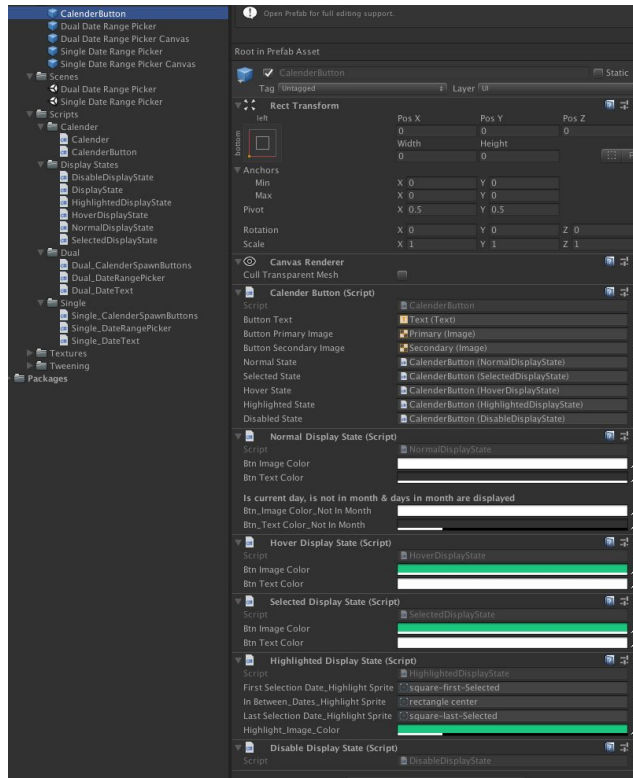 CalenderButton
Dual Date Range Picker
Dual Date Range Picker Canvas
Single Date Range Picker
Single Date Range Picker Canvas
Scenes
Dual Date Range Picker
Single Date Range Picker
Scripts
Calender
Calender
CalenderButton
Display States
DisableDisplayState
DisplayState
HighlightedDisplayState
HoverDisplayState
NormalDisplayState
SelectedDisplayState
Dual
Dual_CalenderSpawnButtons
Dual_DateRangePicker
Dual_DateText
Single
Single_CalenderSpawnButtons
Single_DateRangePicker
Single_DateText
Textures
Tweening
Packages
Open Prefab for full editing support.
Root in Prefab Asset
CalenderButton Static
Tag Untagged Layer UI
Rect Transform
left Pos X Pos Y Pos Z
bottom 0 0 0
Width Height
0 0
Anchors
Min X 0 Y 0
Max X 0 Y 0
Pivot X 0.5 Y 0.5
Rotation X 0 Y 0 Z 0
Scale X 1 Y 1 Z 1
Canvas Renderer
Cull Transparent Mesh
Calender Button (Script)
Script CalenderButton
Button Text Text (Text)
Button Primary Image Primary (Image)
Button Secondary Image Secondary (Image)
Normal State CalenderButton (NormalDisplayState)
Selected State CalenderButton (SelectedDisplayState)
Hover State CalenderButton (HoverDisplayState)
Highlighted State CalenderButton (HighlightedDisplayState)
Disabled State CalenderButton (DisableDisplayState)
Normal Display State (Script)
Script NormalDisplayState
Btn Image Color
Btn Text Color
Is current day, is not in month & days in month are displayed
Btn_Image Color_Not In Month
Btn_Text Color_Not In Month
Hover Display State (Script)
Script HoverDisplayState
Btn Image Color
Btn Text Color
Selected Display State (Script)
Script SelectedDisplayState
Btn Image Color
Btn Text Color
Highlighted Display State (Script)
Script HighlightedDisplayState
First Selection Date_Highlight Sprite square-first-Selected
In Between_Dates_Highlight Sprite rectangle center
Last Selection Date_Highlight Sprite square-last-Selected
Highlight_Image_Color
Disable Display State (Script)
Script DisableDisplayState